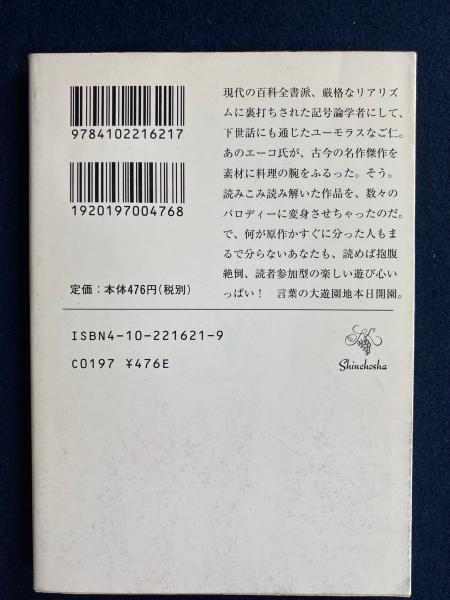 9784102216217
1920197004768
定価：本体476円（税別）
現代の百科全書派、厳格なリアリズ
ムに裏打ちされた記号論学者にして、
下世話にも通じたユーモラスなご仁。
あのエーコ氏が、古今の名作傑作を
素材に料理の腕をふるった。そう。
読みこみ読み解いた作品を、数々の
パロディーに変身させちゃったのだ。
で、何が原作かすぐに分った人もま
るで分らないあなたも、読めば抱腹
絶倒、読者参加型の楽しい遊び心い
っぱい！　言葉の大遊園地本日開園。
ISBN4-10-221621-9
C0197 ¥476E
Shinchosha